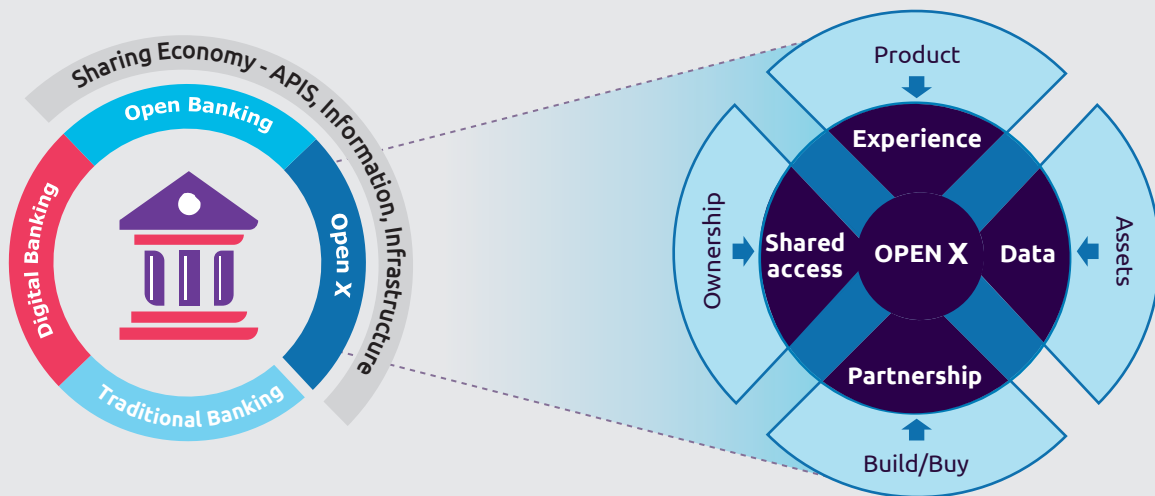 Sharing Economy - APIS, Information, Infrastructure
Open Banking
Digital Banking
Open X
Traditional Banking
Product
Experience
Ownership
Shared
access
OPEN X
Data
Assets
Partnership
Build/Buy